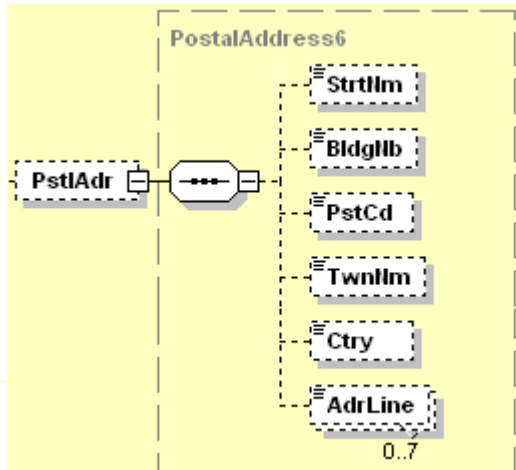 PostalAddress6
StrtNm
BldgNb
PstlAdr
PstCd
TwnNm
Ctry
AdrLine
0..7